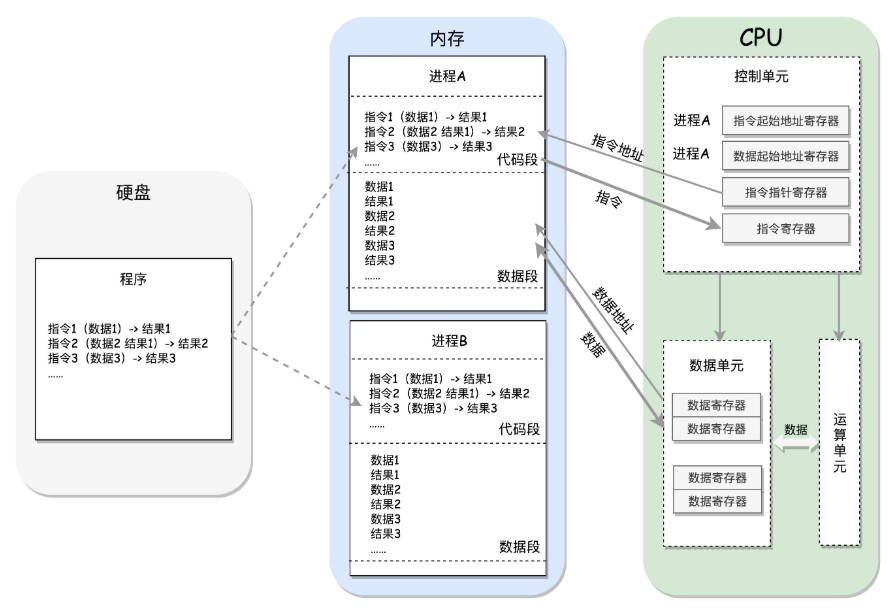 硬盘
程序
指令1（数据1）-> 结果1
指令2（数据2 结果1）-> 结果2
指令3（数据3）-> 结果3
......
内存
进程A
指令1（数据1）-> 结果1
指令2（数据2 结果1）-> 结果2
指令3（数据3）-> 结果3
......
代码段
数据1
结果1
数据2
结果2
数据3
结果3
......
数据段
进程B
指令1（数据1）-> 结果1
指令2（数据2 结果1）-> 结果2
指令3（数据3）-> 结果3
......
代码段
数据1
结果1
数据2
结果2
数据3
结果3
......
数据段
指令地址
指令
数据地址
数据
CPU
控制单元
进程A 指令起始地址寄存器
进程A 数据起始地址寄存器
指令指针寄存器
指令寄存器
数据单元
数据寄存器
数据寄存器
数据寄存器
数据寄存器
数据
运算单元